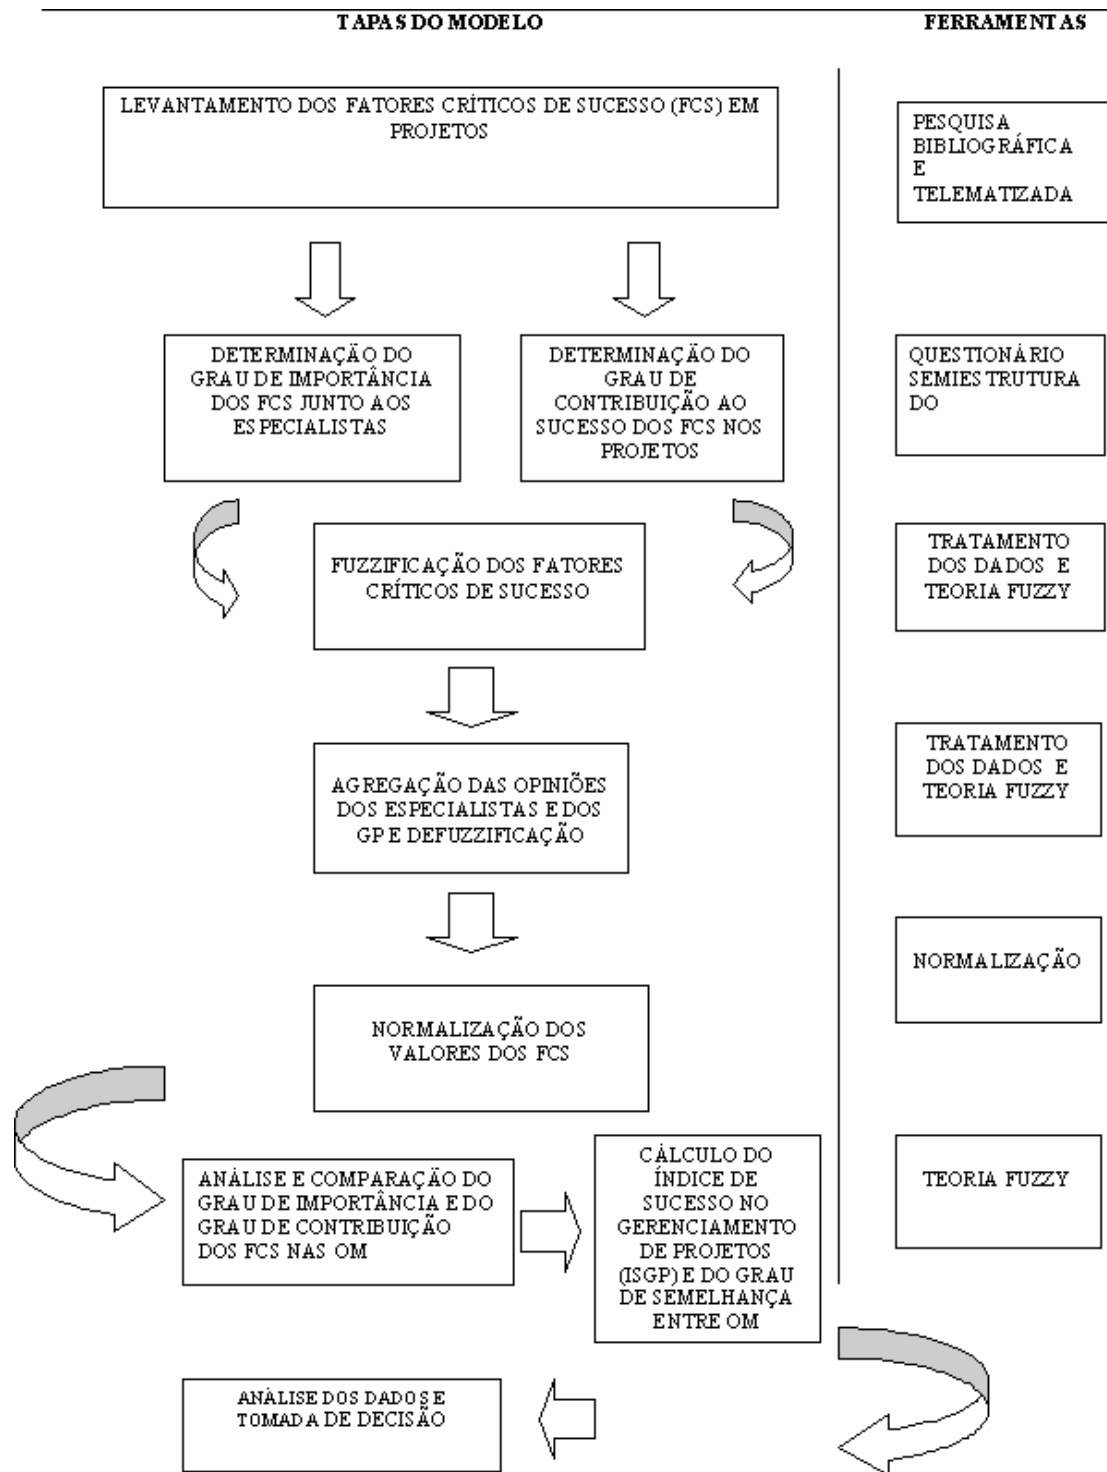 TAPAS DO MODELO
FERRAMENTAS
LEVANTAMENTO DOS FATORES CRÍTICOS DE SUCESSO (FCS) EM
PROJETOS
PESQUISA
BIBLIOGRÁFICA
E
TELEMATIZADA
DETERMINAÇÃO DO
GRAU DE IMPORTÂNCIA
DOS FCS JUNTO AOS
ESPECIALISTAS
DETERMINAÇÃO DO
GRAU DE
CONTRIBUIÇÃO AO
SUCESSO DOS FCS NOS
PROJETOS
QUESTIONÁRIO
SEMIESTRUTURA
DO
FUZZIFICAÇÃO DOS FATORES
CRÍTICOS DE SUCESSO
TRATAMENTO
DOS DADOS E
TEORIA FUZZY
AGREGAÇÃO DAS OPINIÕES
DOS ESPECIALISTAS E DOS
GP E DEFUZZIFICAÇÃO
TRATAMENTO
DOS DADOS E
TEORIA FUZZY
NORMALIZAÇÃO DOS
VALORES DOS FCS
NORMALIZAÇÃO
ANÁLISE E COMPARAÇÃO DO
GRAU DE IMPORTÂNCIA E DO
GRAU DE CONTRIBUIÇÃO
DOS FCS NAS OM
CÁLCULO DO
ÍNDICE DE
SUCESSO NO
GERENCIAMENTO
DE PROJETOS
(ISGP) E DO GRAU
DE SEMELHANÇA
ENTRE OM
TEORIA FUZZY
ANÁLISE DOS DADOS E
TOMADA DE DECISÃO